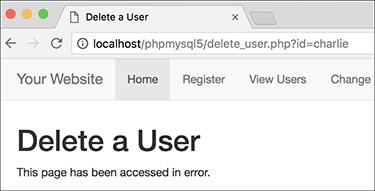 Delete a User
localhost/phpmysql5/delete_user.php?id=charlie
Your Website Home Register View Users Change
Delete a User
This page has been accessed in error.